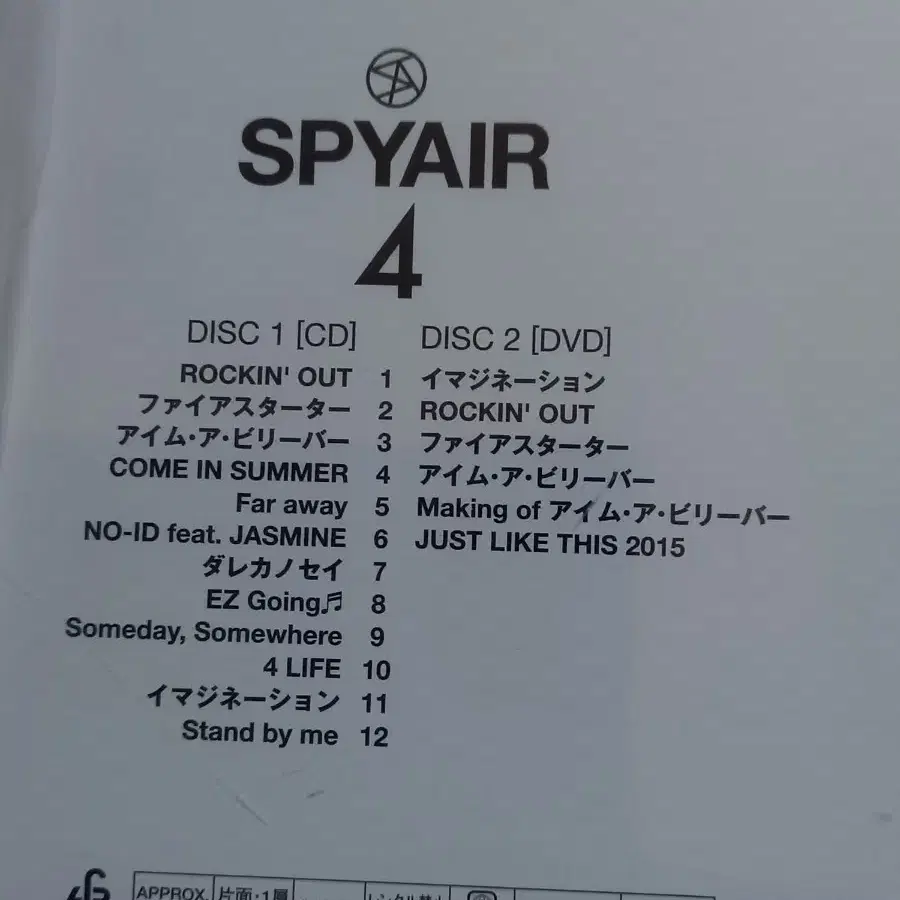 SPYAIR
4
DISC 1 [CD]
ROCKIN' OUT 1
ファイアスターター 2
アイム・ア・ビリーバー 3
COME IN SUMMER 4
Far away 5
NO-ID feat. JASMINE 6
ダレカノセイ 7
EZ Going♬ 8
Someday, Somewhere 9
4 LIFE 10
イマジネーション 11
Stand by me 12
DISC 2 [DVD]
イマジネーション
ROCKIN' OUT
ファイアスターター
アイム・ア・ビリーバー
Making of アイム・ア・ビリーバー
JUST LIKE THIS 2015
APPROX. 片面・1層